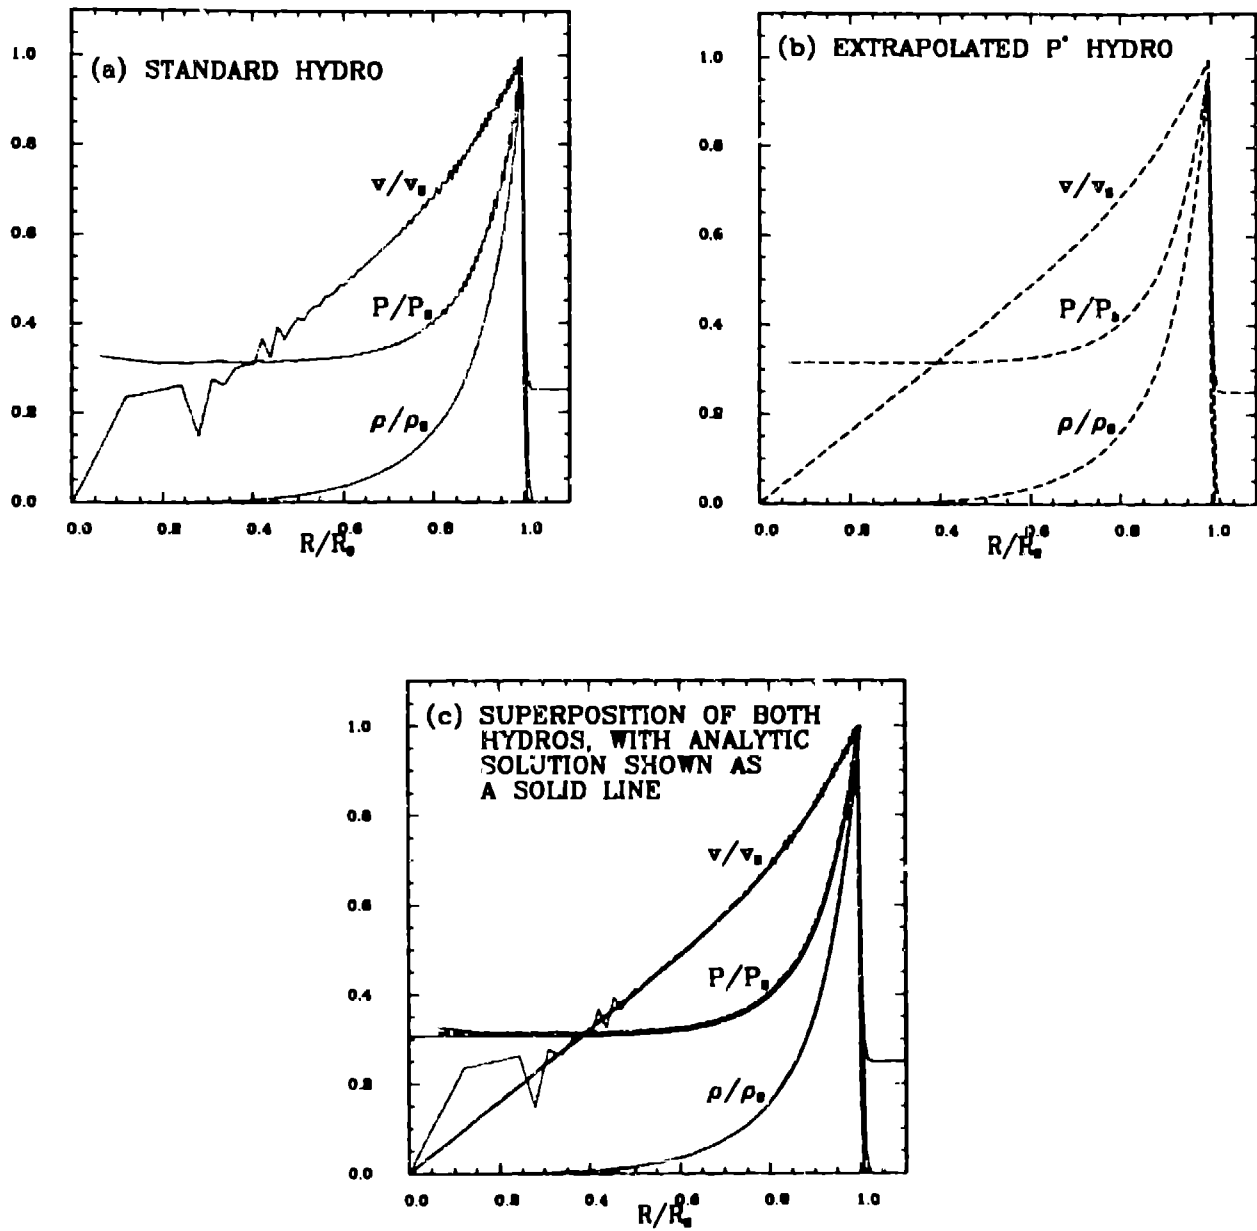 (a) STANDARD HYDRO
1.0
0.8
0.6
0.4
0.2
0.0
v/vₛ
P/Pₛ
ρ/ρₛ
0.0 0.2 0.4 0.6 0.8 1.0
R/Rₛ
(b) EXTRAPOLATED P* HYDRO
1.0
0.8
0.6
0.4
0.2
0.0
v/vₛ
P/Pₛ
ρ/ρₛ
0.0 0.2 0.4 0.6 0.8 1.0
R/Rₛ
(c) SUPERPOSITION OF BOTH
HYDROS, WITH ANALYTIC
SOLUTION SHOWN AS
A SOLID LINE
1.0
0.8
0.6
0.4
0.2
0.0
v/vₛ
P/Pₛ
ρ/ρₛ
0.0 0.2 0.4 0.6 0.8 1.0
R/Rₛ